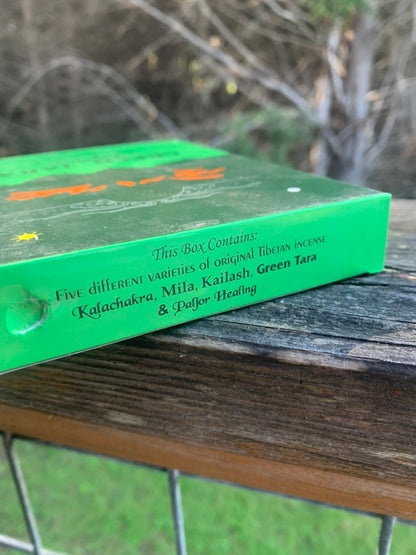 This Box Contains:
Five different varieties of original Tibetan incense
Kalachakra, Mila, Kailash, Green Tara
& Paljor Healing